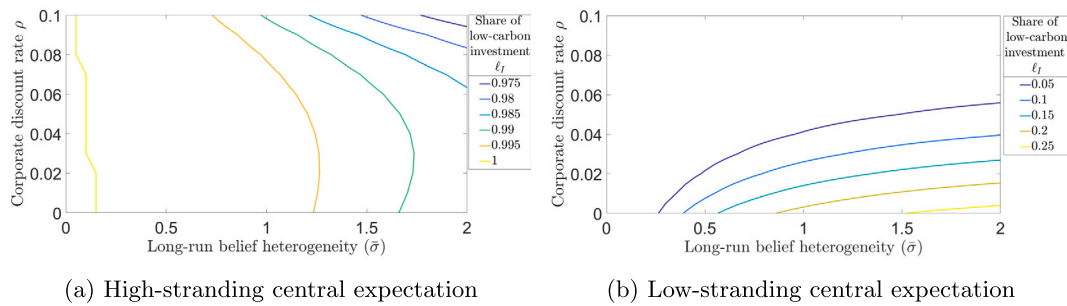 0.1
0.08
0.06
0.04
0.02
0
Corporate discount rate ρ
0
0.5
1
1.5
2
Long-run belief heterogeneity (σ̄)
Share of
low-carbon
investment
ℓ_I
0.975
0.98
0.985
0.99
0.995
1
(a) High-stranding central expectation
0.1
0.08
0.06
0.04
0.02
0
Corporate discount rate ρ
0
0.5
1
1.5
2
Long-run belief heterogeneity (σ̄)
Share of
low-carbon
investment
ℓ_I
0.05
0.1
0.15
0.2
0.25
(b) Low-stranding central expectation